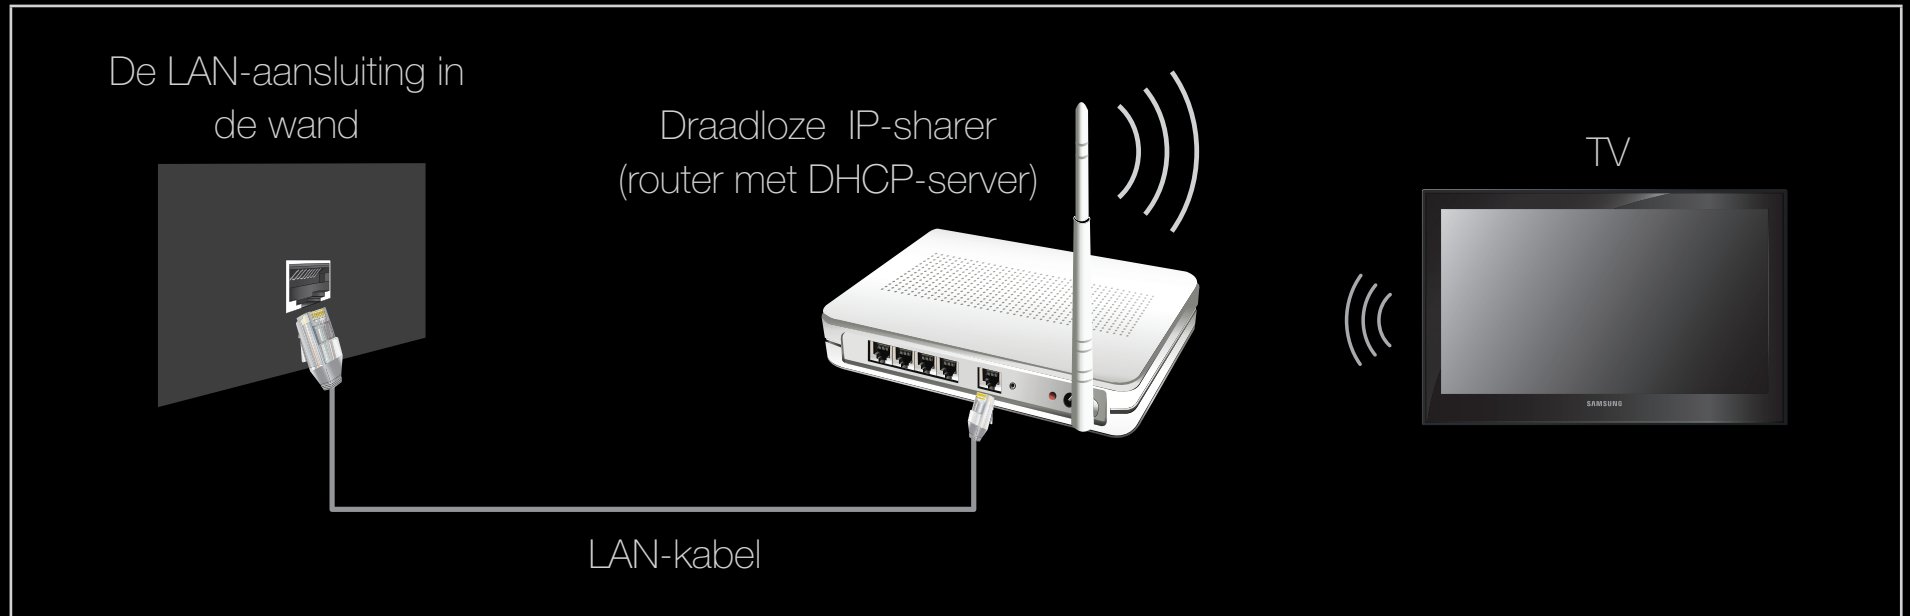 De LAN-aansluiting in
de wand
Draadloze IP-sharer
(router met DHCP-server)
TV
SAMSUNG
LAN-kabel